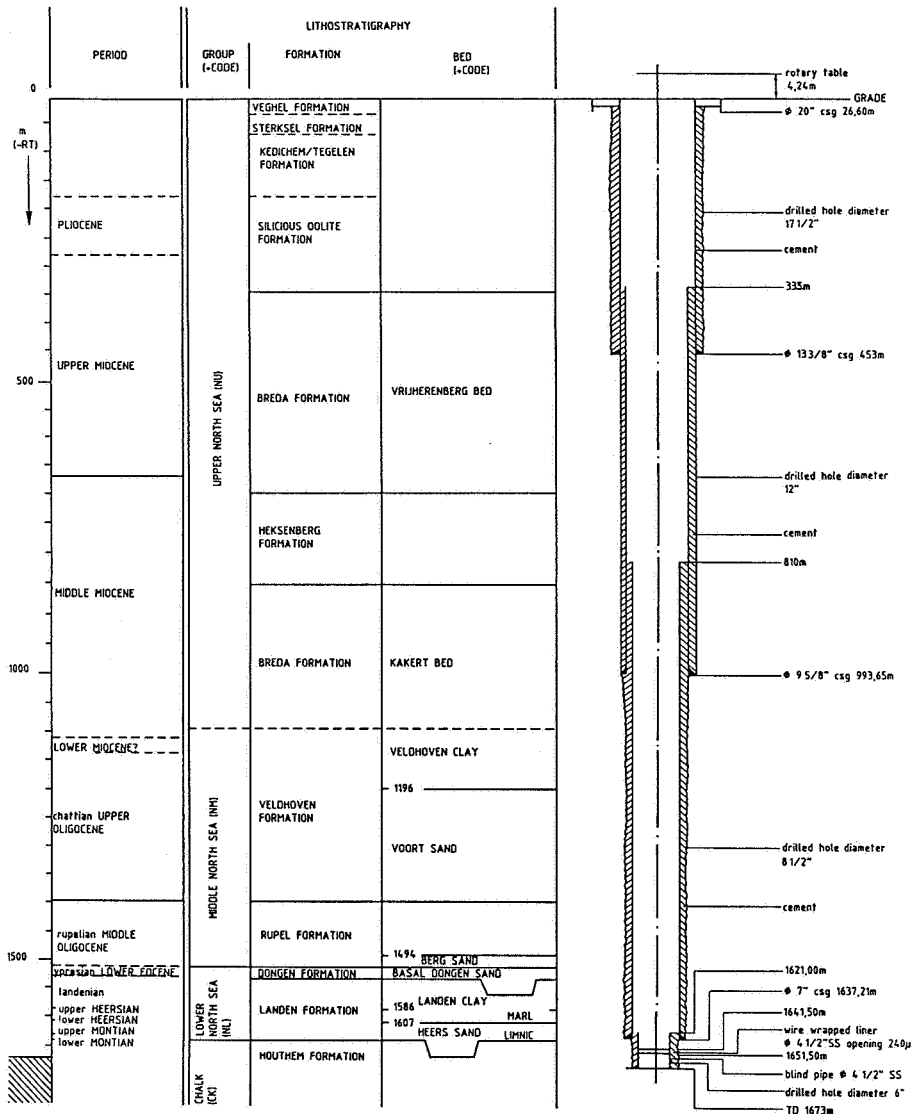 LITHOSTRATIGRAPHY
PERIOD
GROUP
(+CODE)
FORMATION
BED
(+CODE)
0
m
(-RT)
500
1000
1500
PLIOCENE
UPPER MIOCENE
MIDDLE MIOCENE
LOWER MIOCENE?
chattian UPPER
OLIGOCENE
rupelian MIDDLE
OLIGOCENE
ypresian LOWER EOCENE
landenian
upper HEERSIAN
lower HEERSIAN
upper MONTIAN
lower MONTIAN
UPPER NORTH SEA (NU)
MIDDLE NORTH SEA (NM)
LOWER
NORTH SEA
(NL)
CHALK
(CK)
VEGHEL FORMATION
STERKSEL FORMATION
KEDICHEM/TEGELEN
FORMATION
SILICIOUS OOLITE
FORMATION
BREDA FORMATION
HEKSENBERG
FORMATION
BREDA FORMATION
VELDHOVEN
FORMATION
RUPEL FORMATION
DONGEN FORMATION
LANDEN FORMATION
HOUTHEM FORMATION
VRIJHERENBERG BED
KAKERT BED
VELDHOVEN CLAY
1196
VOORT SAND
1494
BERG SAND
BASAL DONGEN SAND
LANDEN CLAY
1586
MARL
1607
HEERS SAND
LIMNIC
rotary table
4,24m
GRADE
ϕ 20" csg 26,60m
drilled hole diameter
17 1/2"
cement
335m
ϕ 13 3/8" csg 453m
drilled hole diameter
12"
cement
810m
ϕ 9 5/8" csg 993,65m
drilled hole diameter
8 1/2"
cement
1621,00m
ϕ 7" csg 1637,21m
1641,50m
wire wrapped liner
ϕ 4 1/2"SS opening 240µ
1651,50m
blind pipe ϕ 4 1/2" SS
drilled hole diameter 6"
TD 1673m